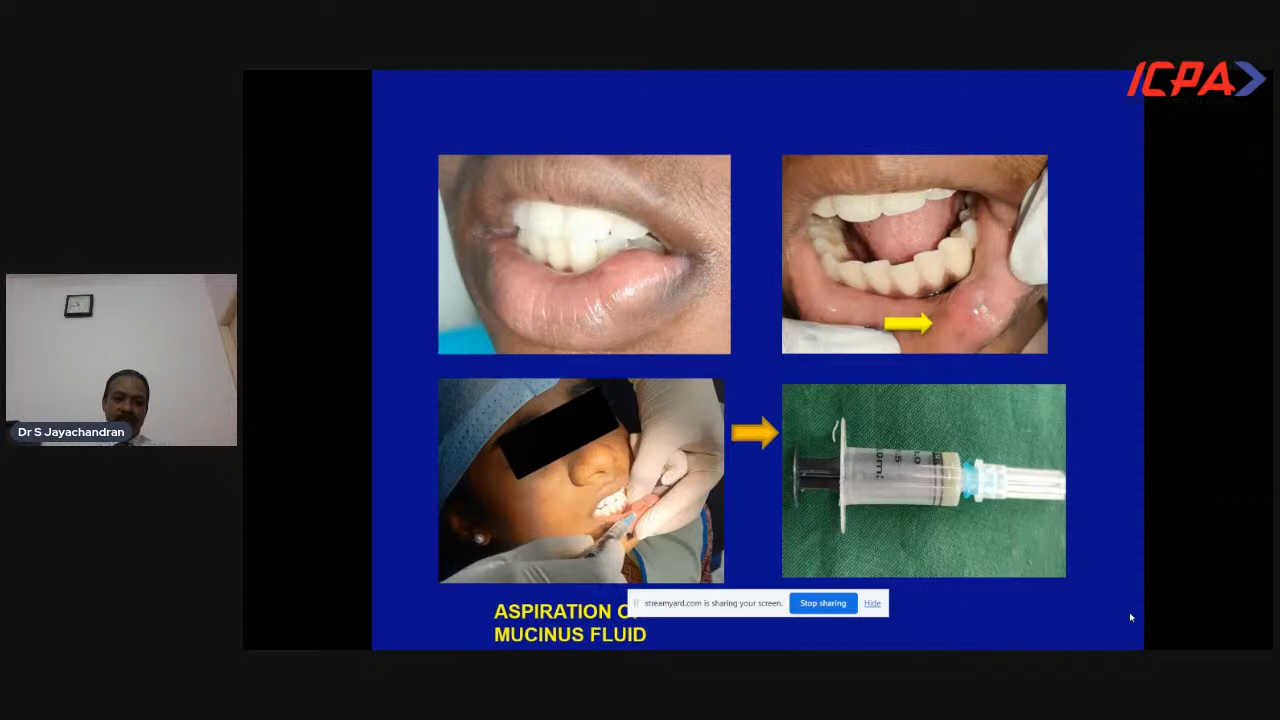 ICPA
Dr S Jayachandran
streamyard.com is sharing your screen.
Stop sharing
Hide
ASPIRATION O
MUCINUS FLUID